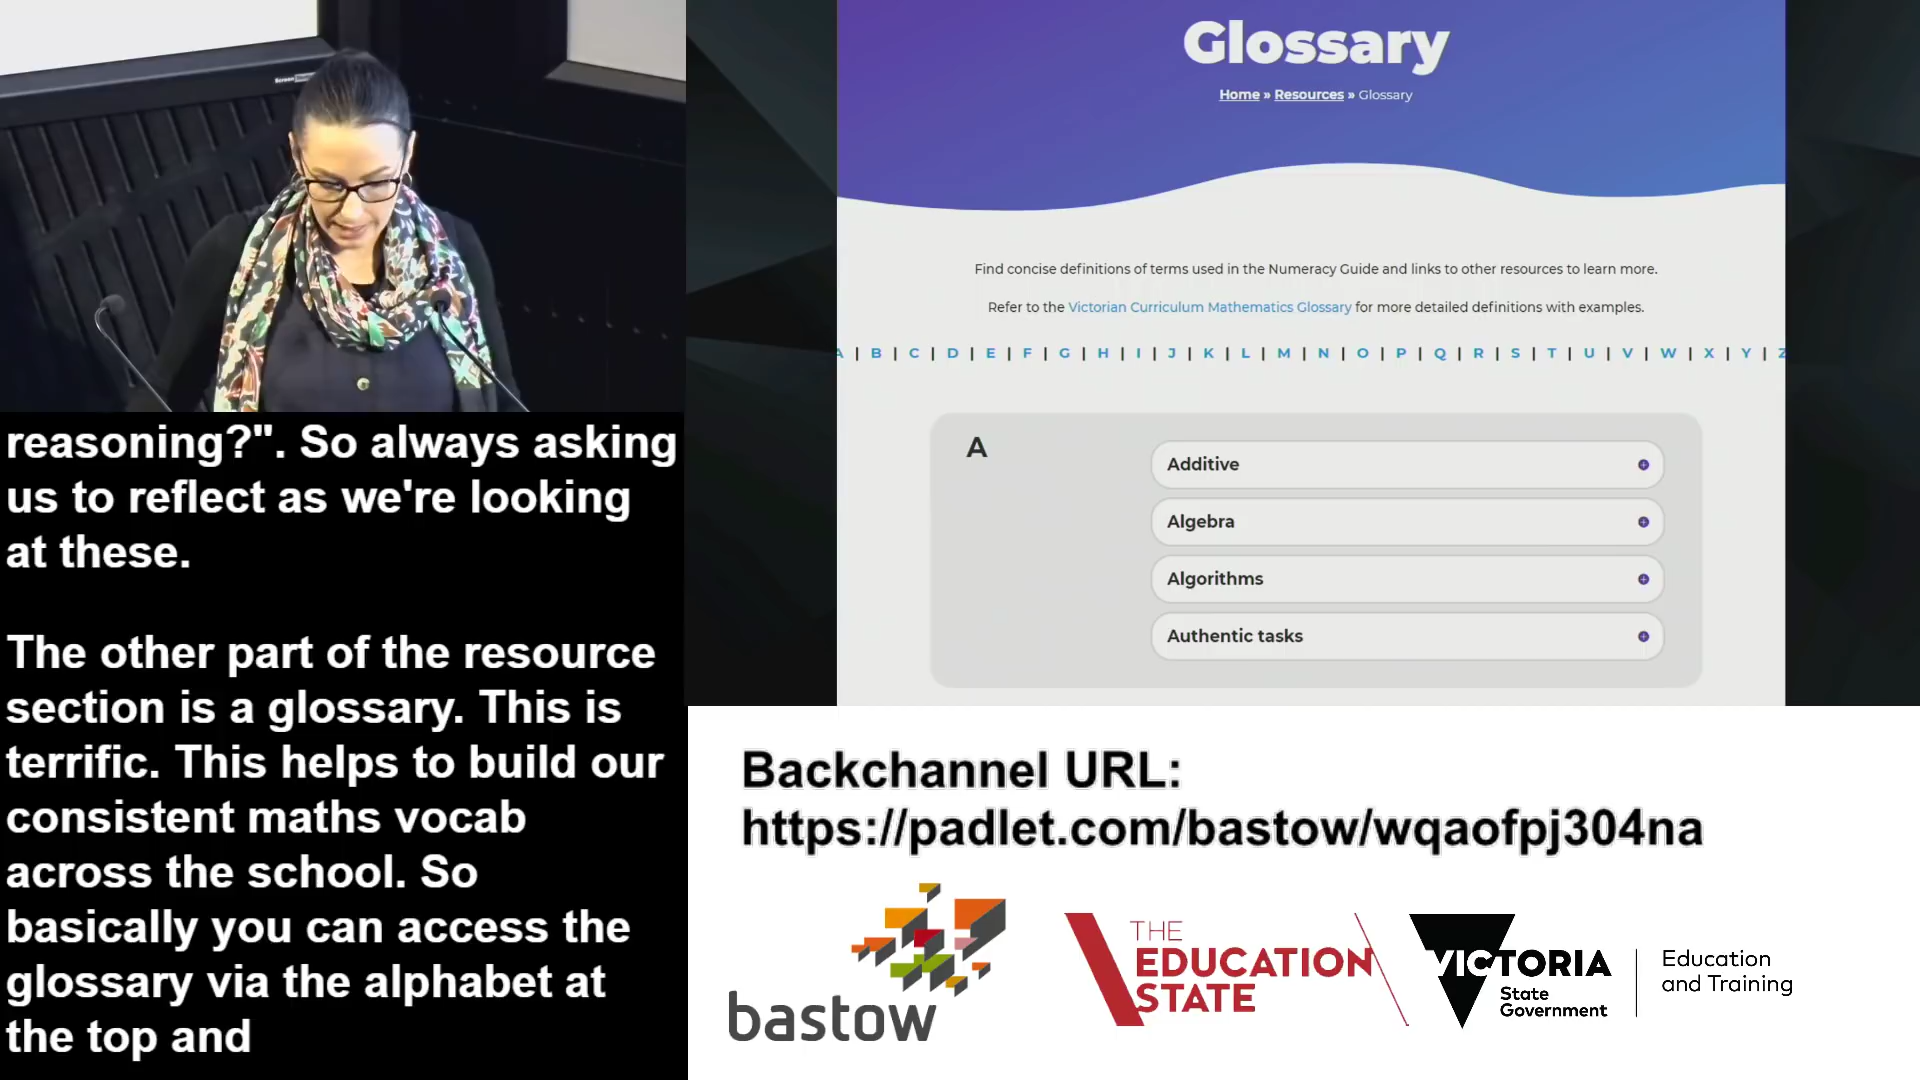 reasoning?". So always asking
us to reflect as we're looking
at these.
The other part of the resource
section is a glossary. This is
terrific. This helps to build our
consistent maths vocab
across the school. So
basically you can access the
glossary via the alphabet at
the top and
Glossary
Home » Resources » Glossary
Find concise definitions of terms used in the Numeracy Guide and links to other resources to learn more.
Refer to the Victorian Curriculum Mathematics Glossary for more detailed definitions with examples.
A | B | C | D | E | F | G | H | I | J | K | L | M | N | O | P | Q | R | S | T | U | V | W | X | Y | Z
A
Additive
Algebra
Algorithms
Authentic tasks
Backchannel URL:
https://padlet.com/bastow/wqaofpj304na
bastow
THE
EDUCATION
STATE
VICTORIA
State
Government
Education
and Training